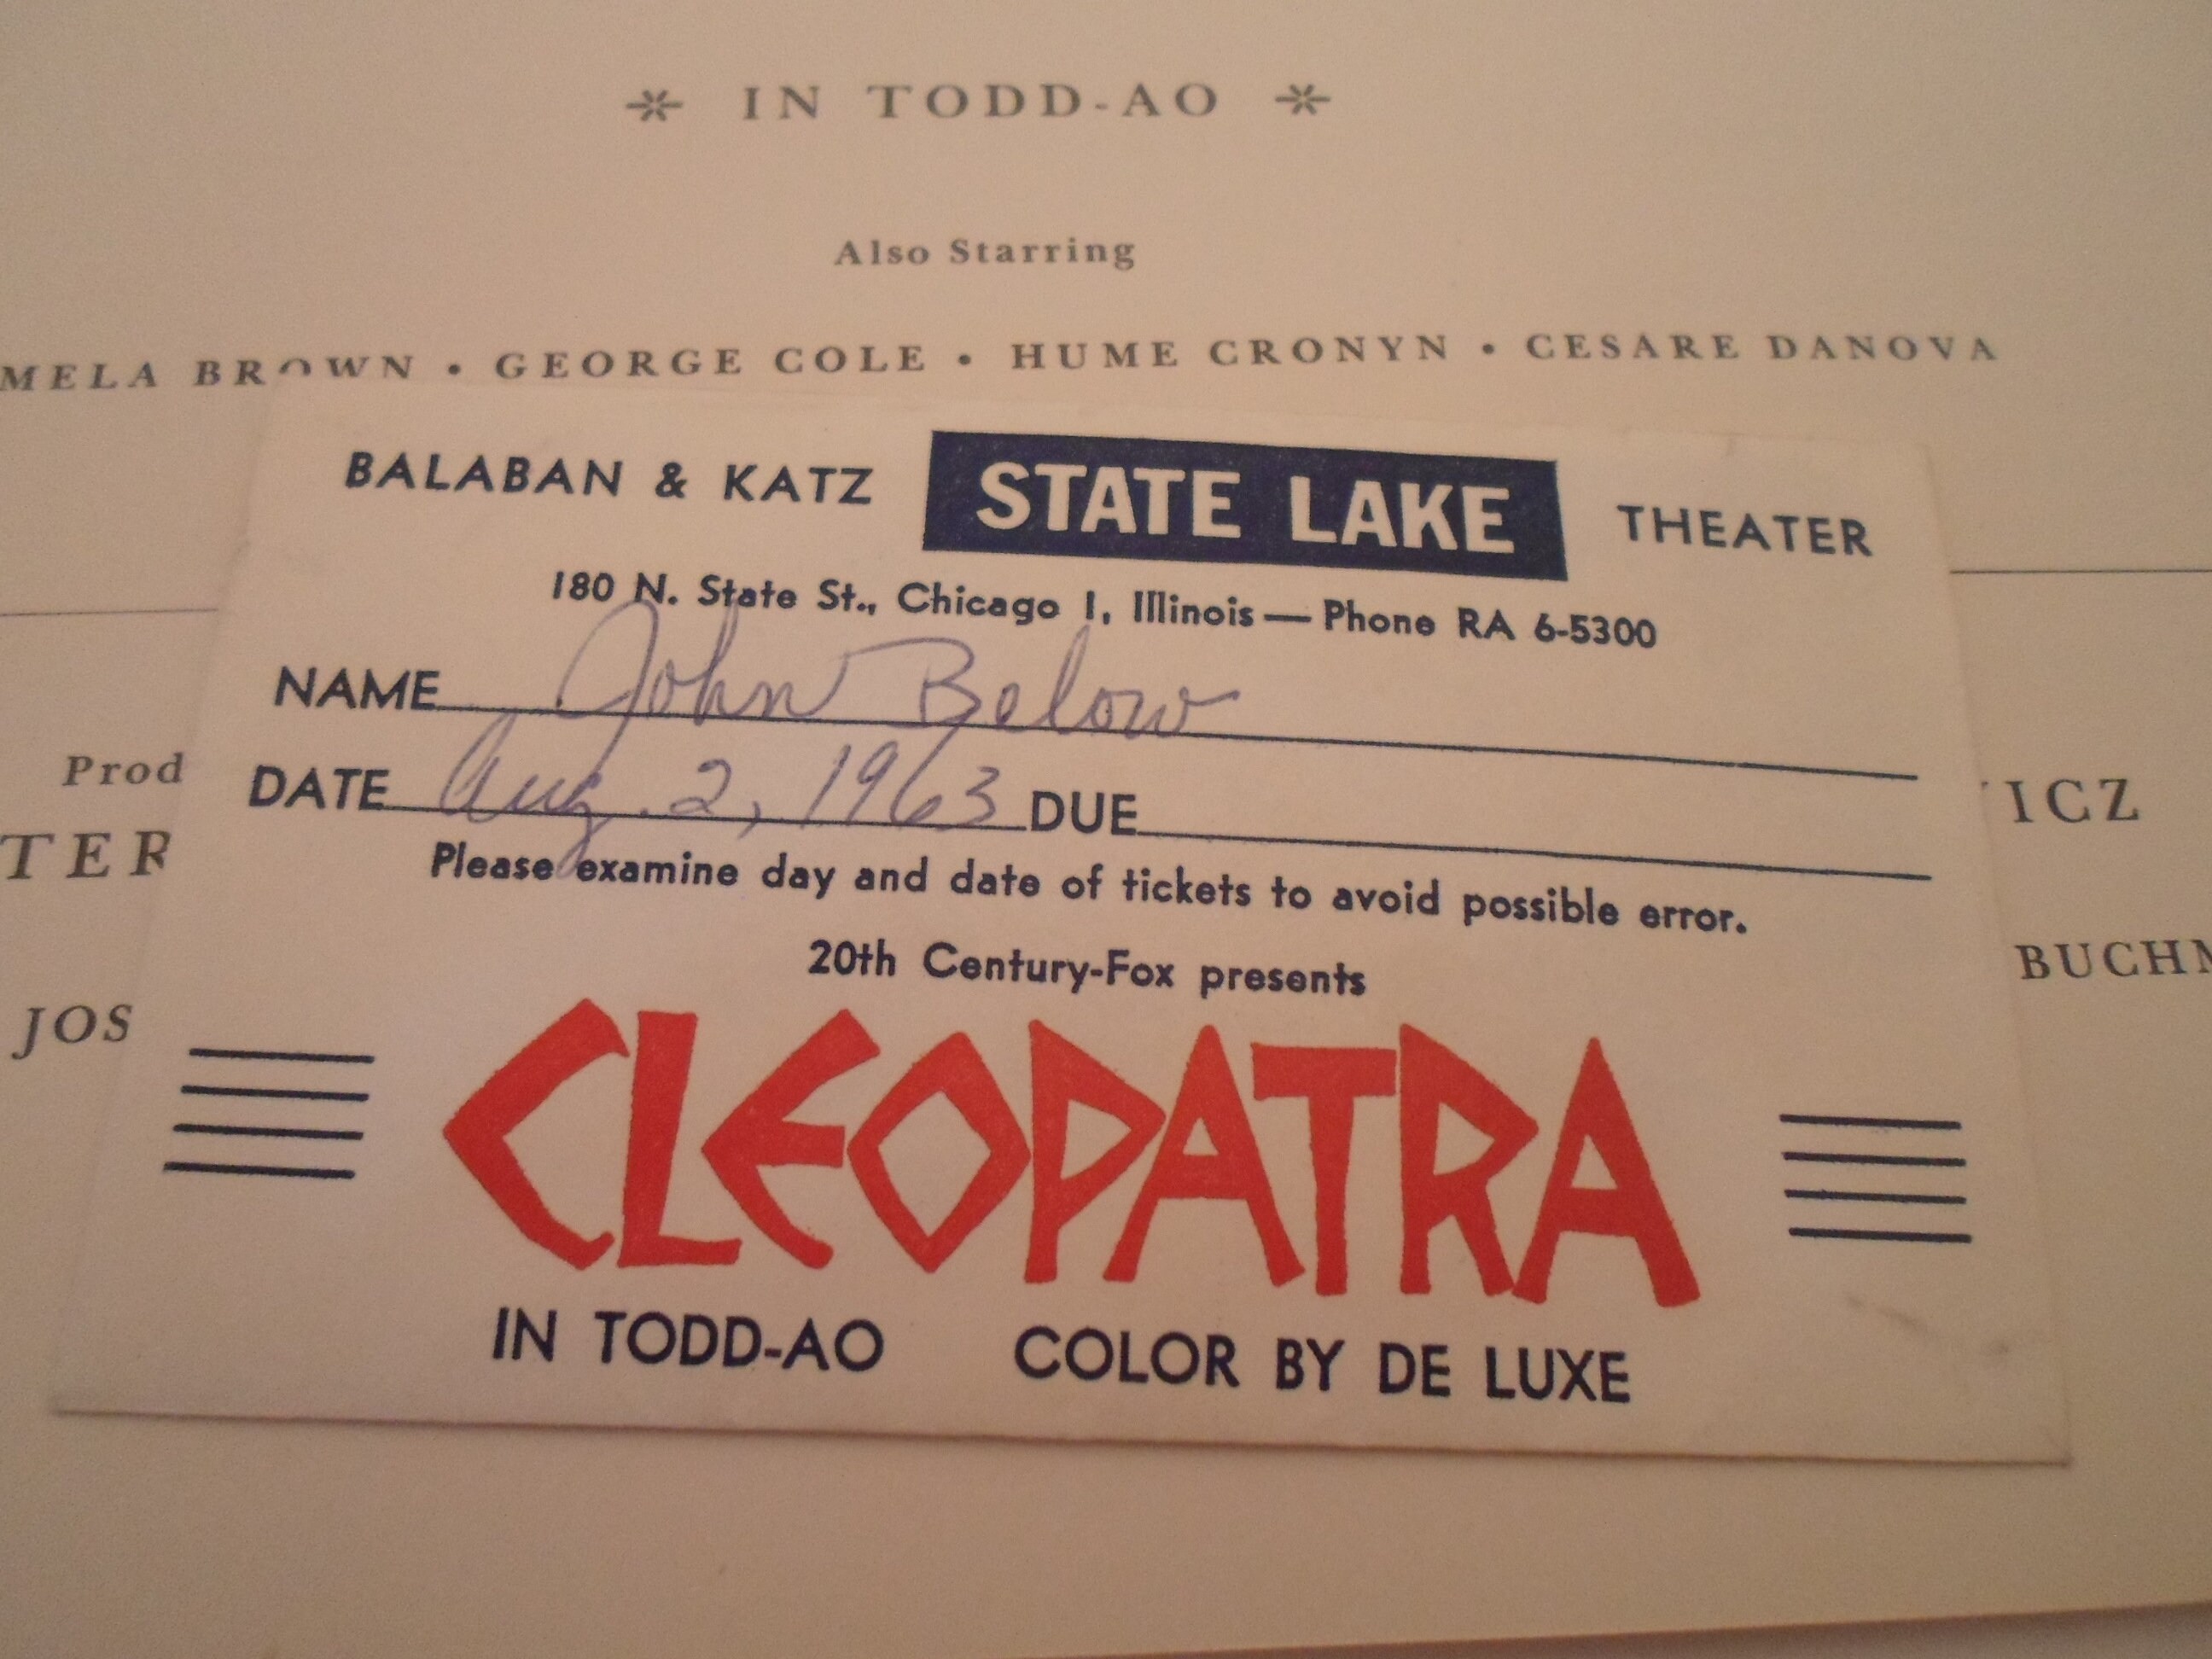 IN TODD-AO
Also Starring
MELA BROWN • GEORGE COLE • HUME CRONYN • CESARE DANOVA
BALABAN & KATZ STATE LAKE THEATER
180 N. State St., Chicago 1, Illinois — Phone RA 6-5300
NAME John Below
DATE Aug. 2, 1963 DUE
Please examine day and date of tickets to avoid possible error.
20th Century-Fox presents
CLEOPATRA
IN TODD-AO COLOR BY DE LUXE
Prod
TER
JOS
ICZ
BUCHM